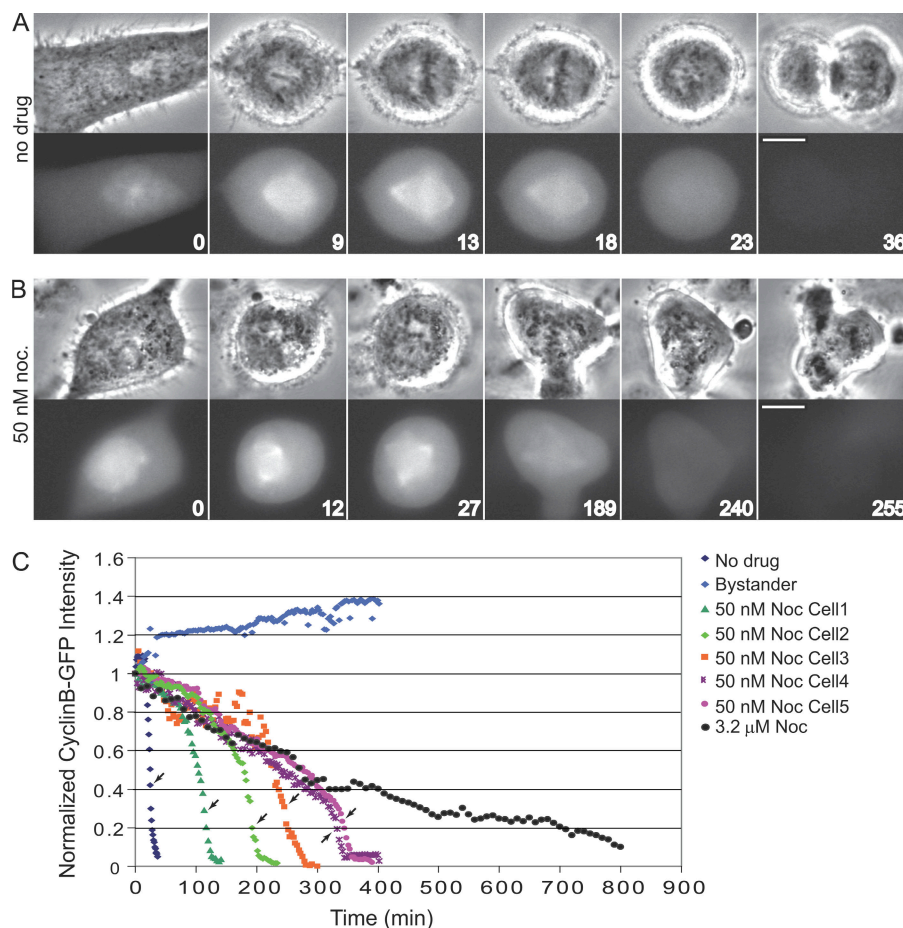 A
no drug
0 9 13 18 23 36
B
50 nM noc.
0 12 27 189 240 255
C
Normalized CyclinB-GFP Intensity
1.6
1.4
1.2
1
0.8
0.6
0.4
0.2
0
0 100 200 300 400 500 600 700 800 900
Time (min)
No drug
Bystander
50 nM Noc Cell1
50 nM Noc Cell2
50 nM Noc Cell3
50 nM Noc Cell4
50 nM Noc Cell5
3.2 μM Noc